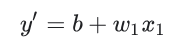 y′ = b + w₁x₁